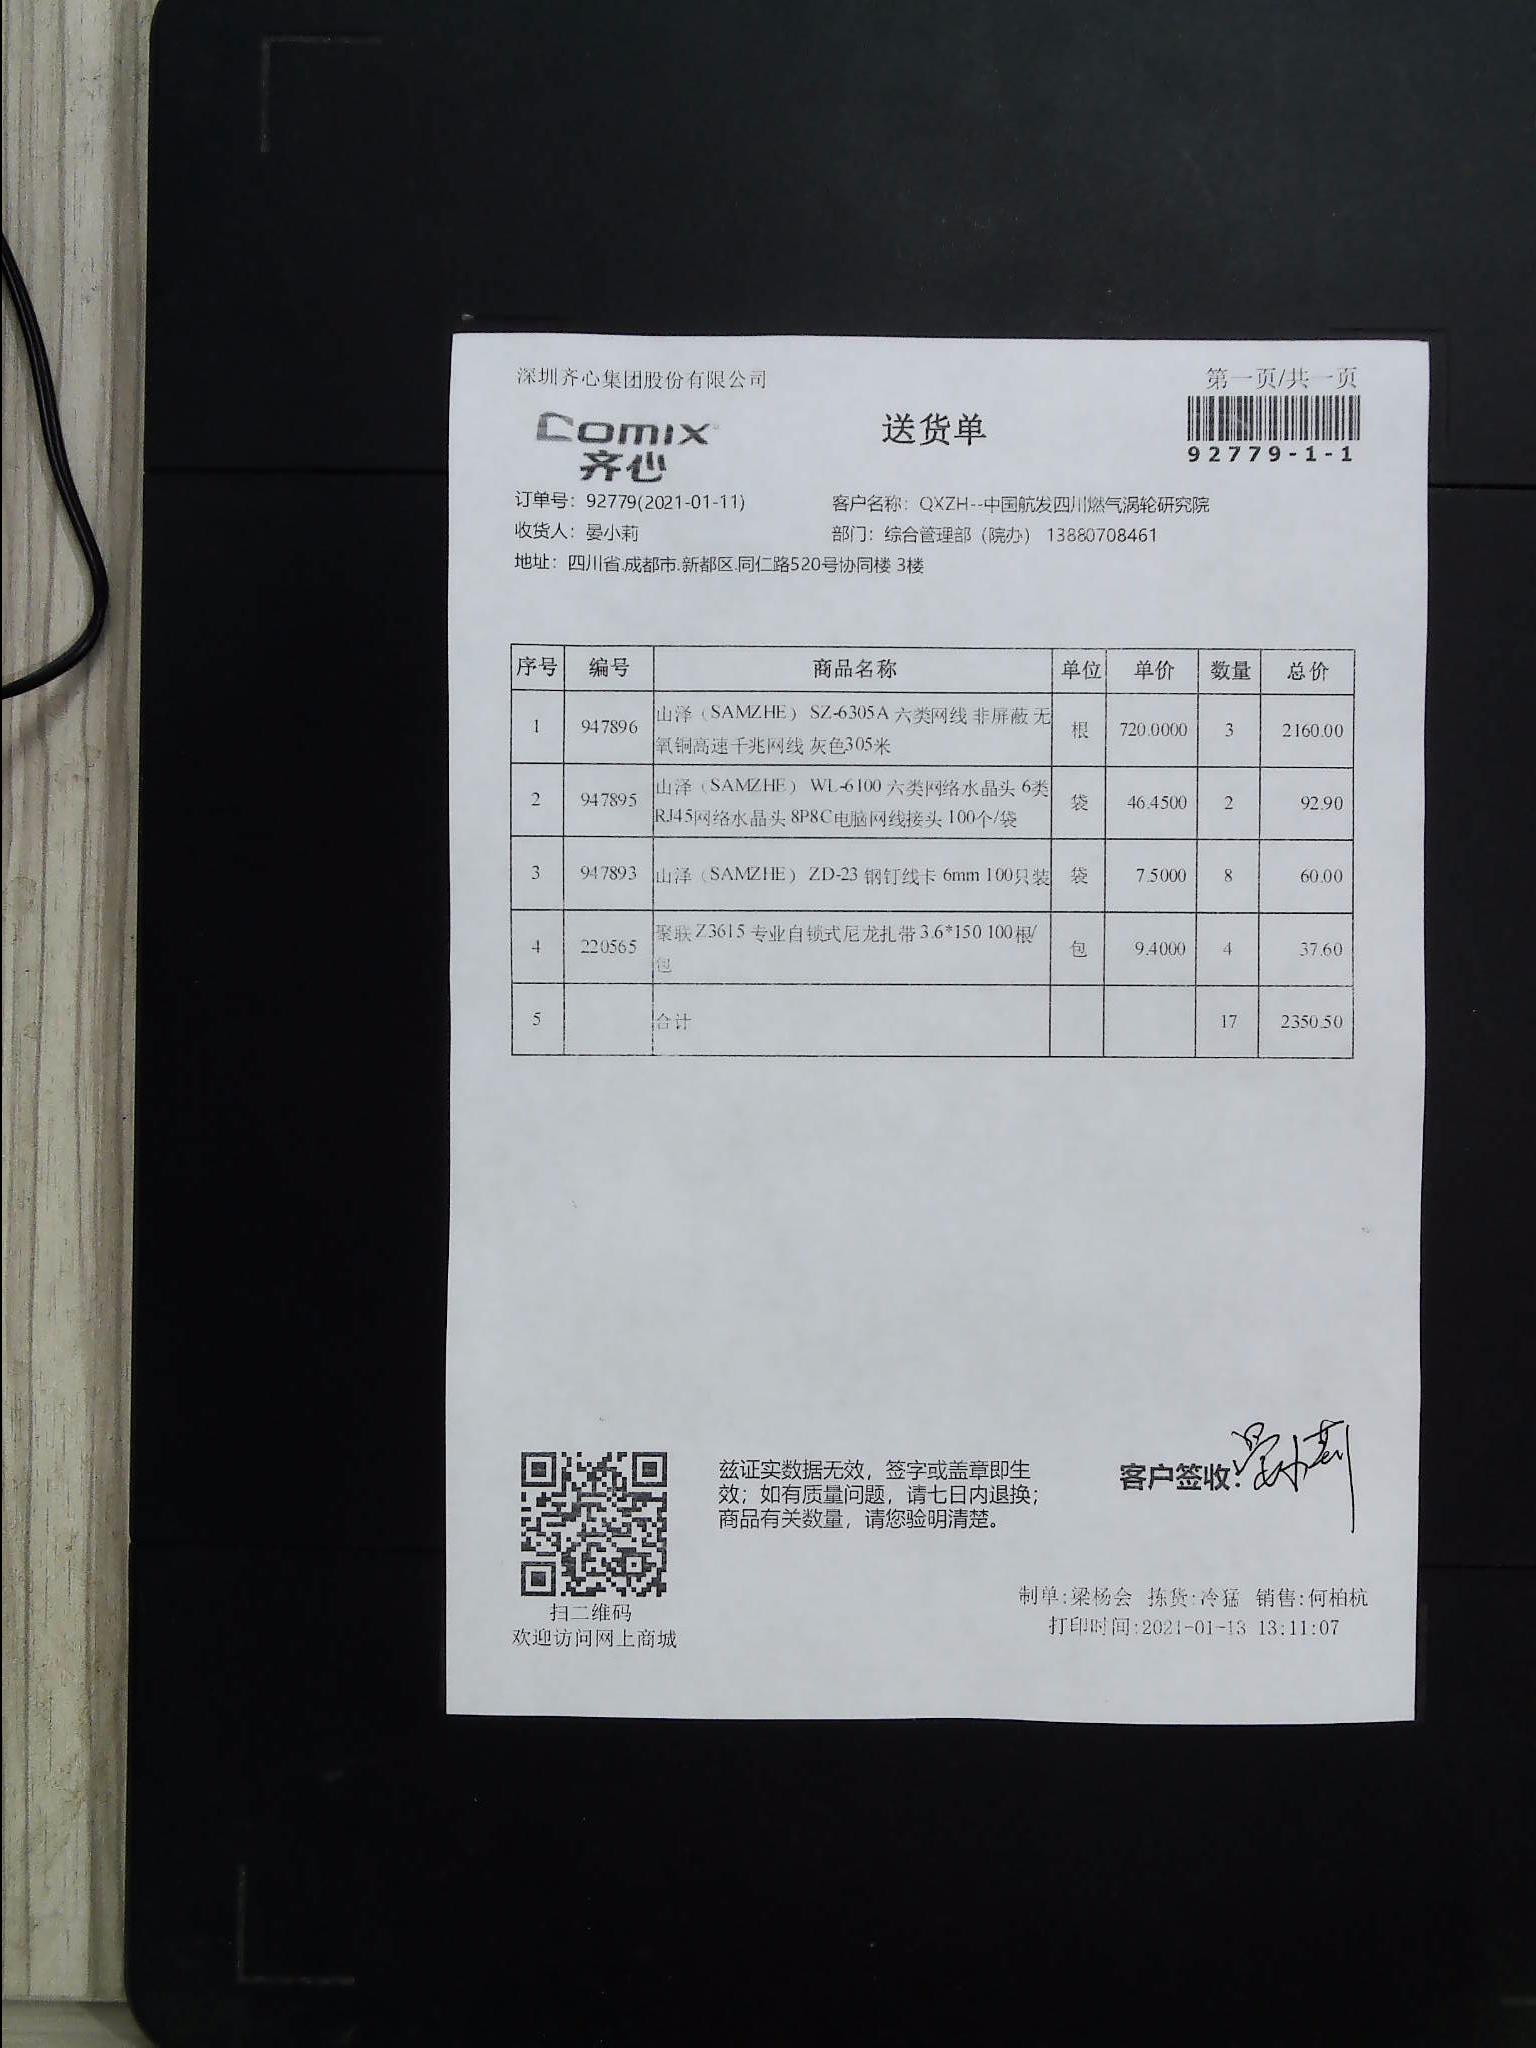 深圳齐心集团股份有限公司
第一页/共一页
comix
齐心
送货单
92779-1-1
订单号：92779(2021-01-11)
客户名称：QXZH--中国航发四川燃气涡轮研究院
收货人：晏小莉
部门：综合管理部（院办） 13880708461
地址：四川省.成都市.新都区.同仁路520号协同楼 3楼
序号 编号 商品名称 单位 单价 数量 总价
1 947896 山泽（SAMZHE） SZ-6305A 六类网线 非屏蔽 无 根 720.0000 3 2160.00
氧铜高速千兆网线 灰色305米
2 947895 山泽（SAMZHE） WL-6100 六类网络水晶头 6类 袋 46.4500 2 92.90
RJ45网络水晶头 8P8C电脑网线接头 100个/袋
3 947893 山泽（SAMZHE） ZD-23 钢钉线卡 6mm 100只装 袋 7.5000 8 60.00
4 220565 聚联 Z3615 专业自锁式尼龙扎带 3.6*150 100根/ 包 9.4000 4 37.60
包
5 合计 17 2350.50
兹证实数据无效，签字或盖章即生
效；如有质量问题，请七日内退换；
商品有关数量，请您验明清楚。
客户签收：晏小莉
扫二维码
欢迎访问网上商城
制单:梁杨会 拣货:冷猛 销售:何柏杭
打印时间:2021-01-13 13:11:07